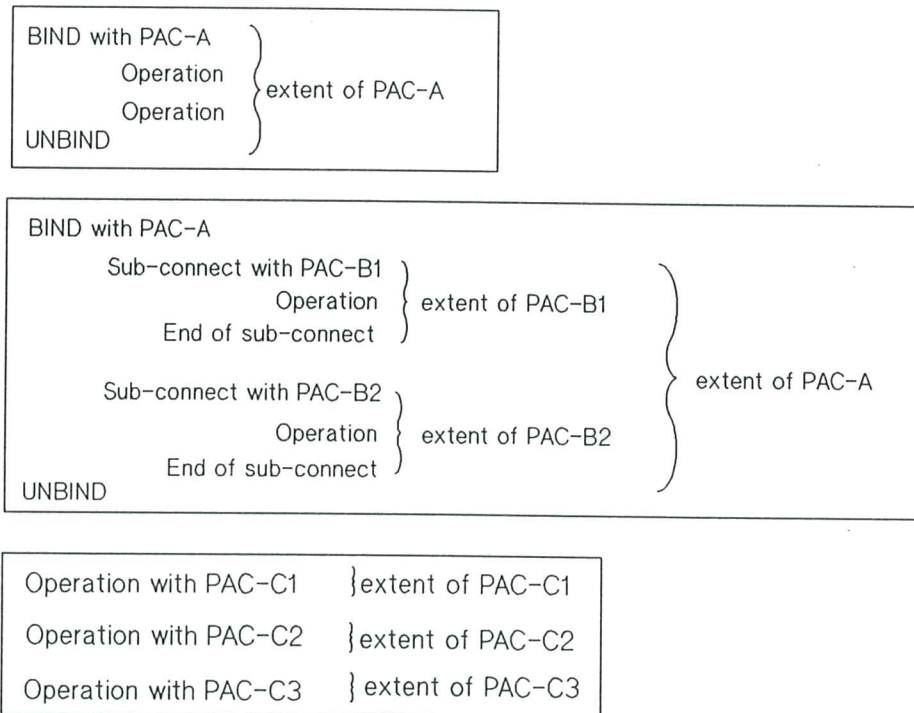 BIND with PAC-A
Operation
extent of PAC-A
Operation
UNBIND
BIND with PAC-A
Sub-connect with PAC-B1
Operation extent of PAC-B1
End of sub-connect
extent of PAC-A
Sub-connect with PAC-B2
Operation extent of PAC-B2
End of sub-connect
UNBIND
Operation with PAC-C1 }extent of PAC-C1
Operation with PAC-C2 }extent of PAC-C2
Operation with PAC-C3 }extent of PAC-C3